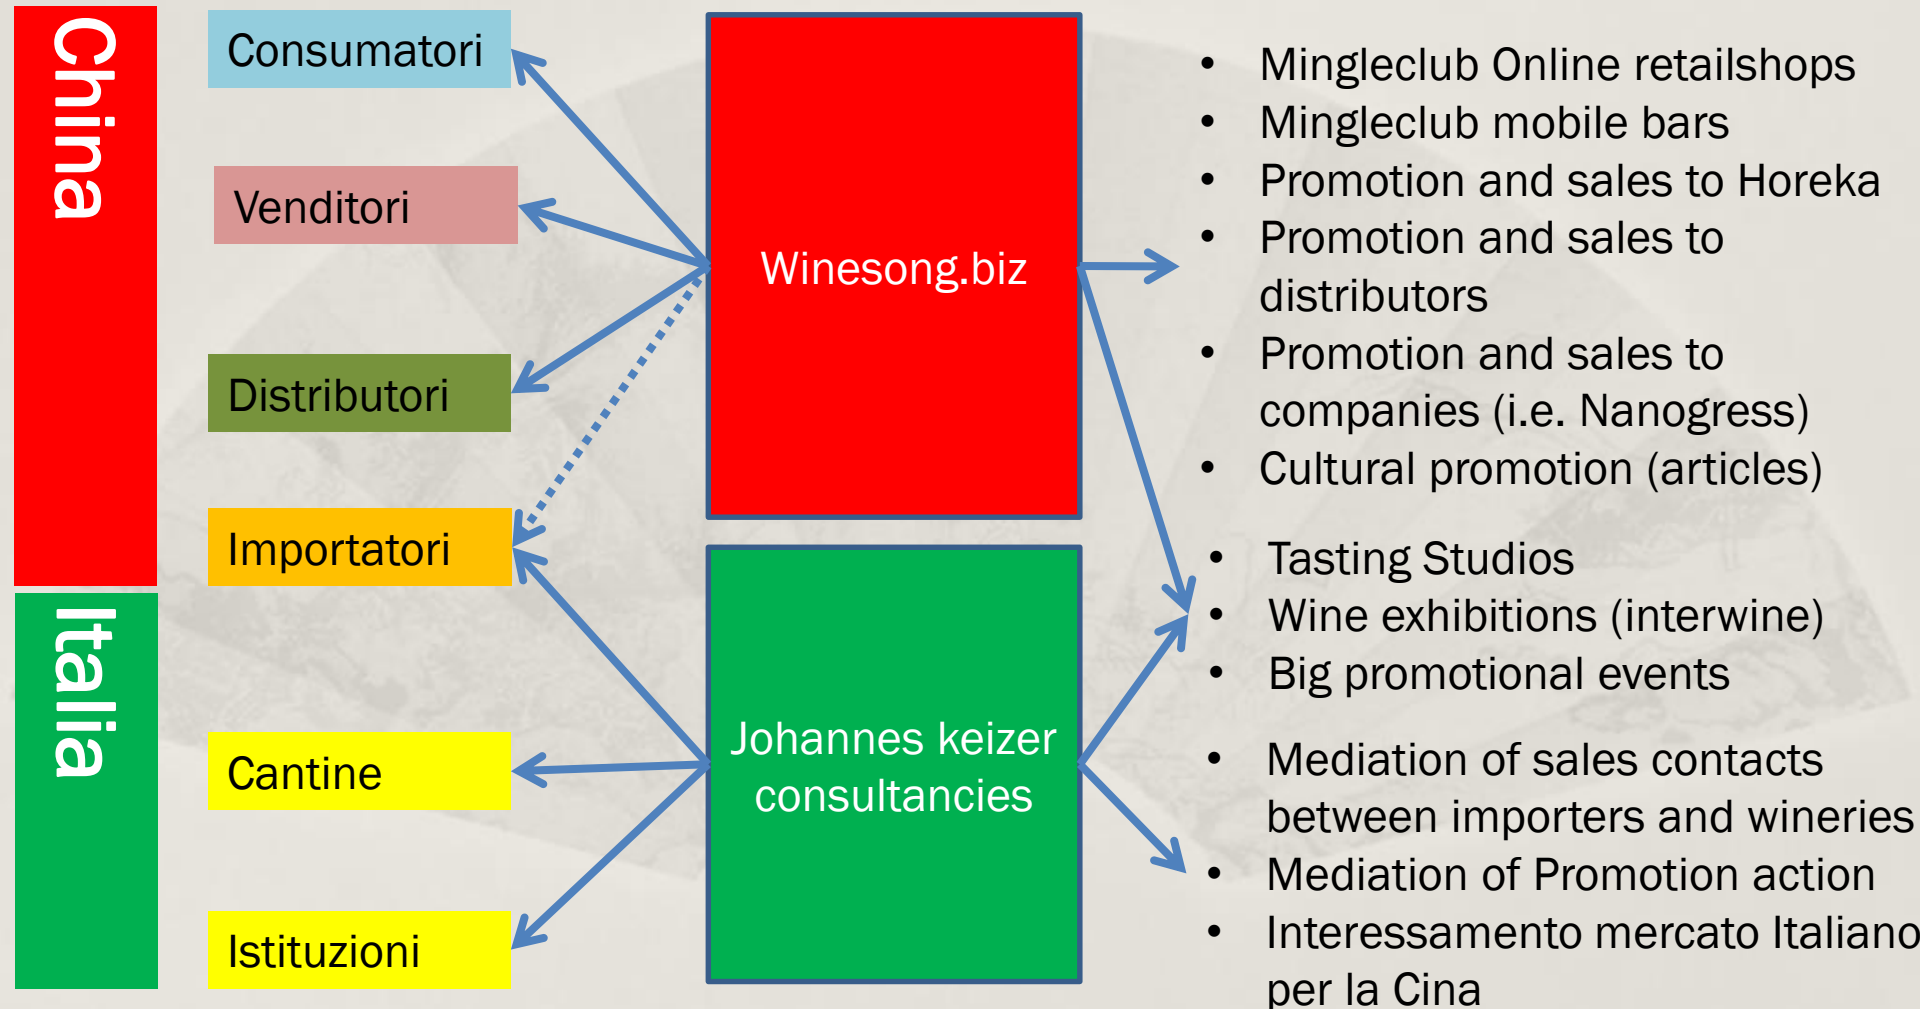 China
Italia
Consumatori
Venditori
Distributori
Importatori
Cantine
Istituzioni
Winesong.biz
Johannes keizer
consultancies
• Mingleclub Online retailshops
• Mingleclub mobile bars
• Promotion and sales to Horeka
• Promotion and sales to
distributors
• Promotion and sales to
companies (i.e. Nanogress)
• Cultural promotion (articles)
• Tasting Studios
• Wine exhibitions (interwine)
• Big promotional events
• Mediation of sales contacts
between importers and wineries
• Mediation of Promotion action
• Interessamento mercato Italiano
per la Cina